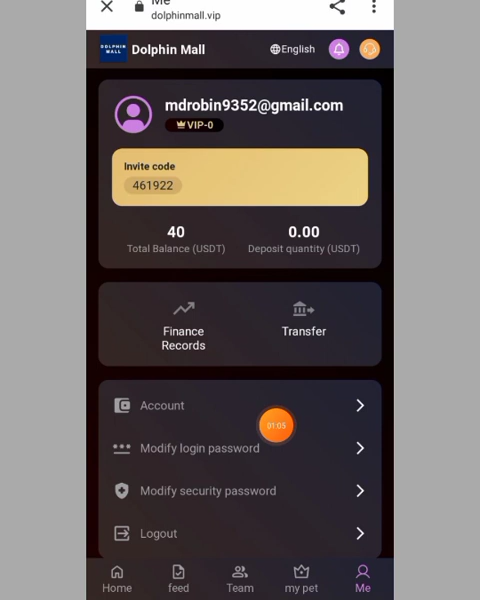 Me
dolphinmall.vip
DOLPHIN
MALL
Dolphin Mall
English
mdrobin9352@gmail.com
VIP-0
Invite code
461922
40
0.00
Total Balance (USDT)
Deposit quantity (USDT)
Finance
Records
Transfer
Account
01:05
Modify login password
Modify security password
Logout
Home
feed
Team
my pet
Me